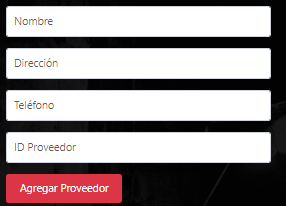 Nombre
Dirección
Teléfono
ID Proveedor
Agregar Proveedor